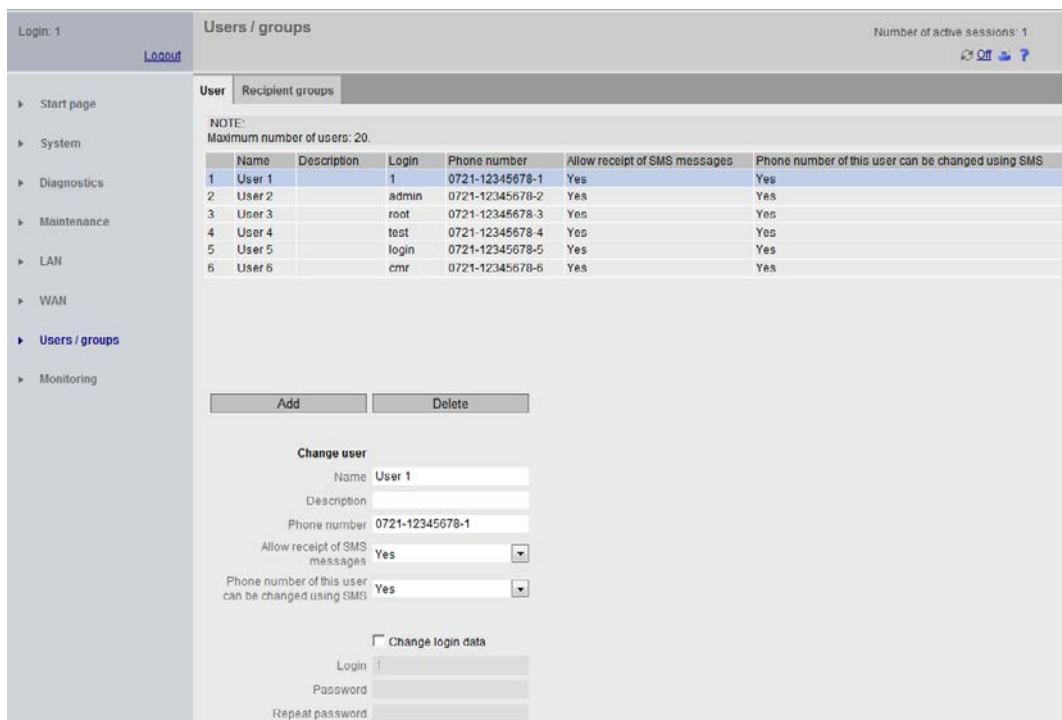 Login: 1
Logout
Users / groups
Number of active sessions: 1
Off ?
Start page
System
Diagnostics
Maintenance
LAN
WAN
Users / groups
Monitoring
User Recipient groups
NOTE:
Maximum number of users: 20.
Name Description Login Phone number Allow receipt of SMS messages Phone number of this user can be changed using SMS
1 User 1 1 0721-12345678-1 Yes Yes
2 User 2 admin 0721-12345678-2 Yes Yes
3 User 3 root 0721-12345678-3 Yes Yes
4 User 4 test 0721-12345678-4 Yes Yes
5 User 5 login 0721-12345678-5 Yes Yes
6 User 6 cmr 0721-12345678-6 Yes Yes
Add Delete
Change user
Name User 1
Description
Phone number 0721-12345678-1
Allow receipt of SMS
messages Yes
Phone number of this user
can be changed using SMS Yes
Change login data
Login 1
Password
Repeat password